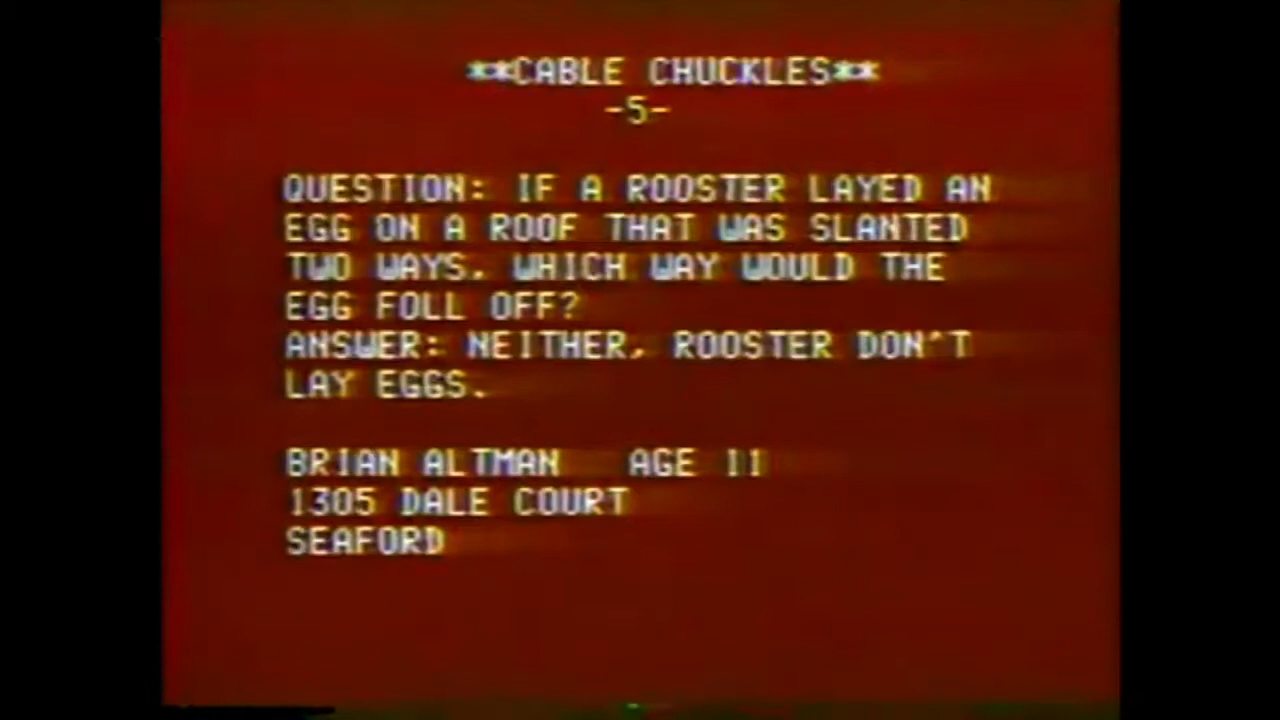 **CABLE CHUCKLES**
-5-
QUESTION: IF A ROOSTER LAYED AN
EGG ON A ROOF THAT WAS SLANTED
TWO WAYS, WHICH WAY WOULD THE
EGG FOLL OFF?
ANSWER: NEITHER, ROOSTER DON'T
LAY EGGS.
BRIAN ALTMAN   AGE 11
1305 DALE COURT
SEAFORD